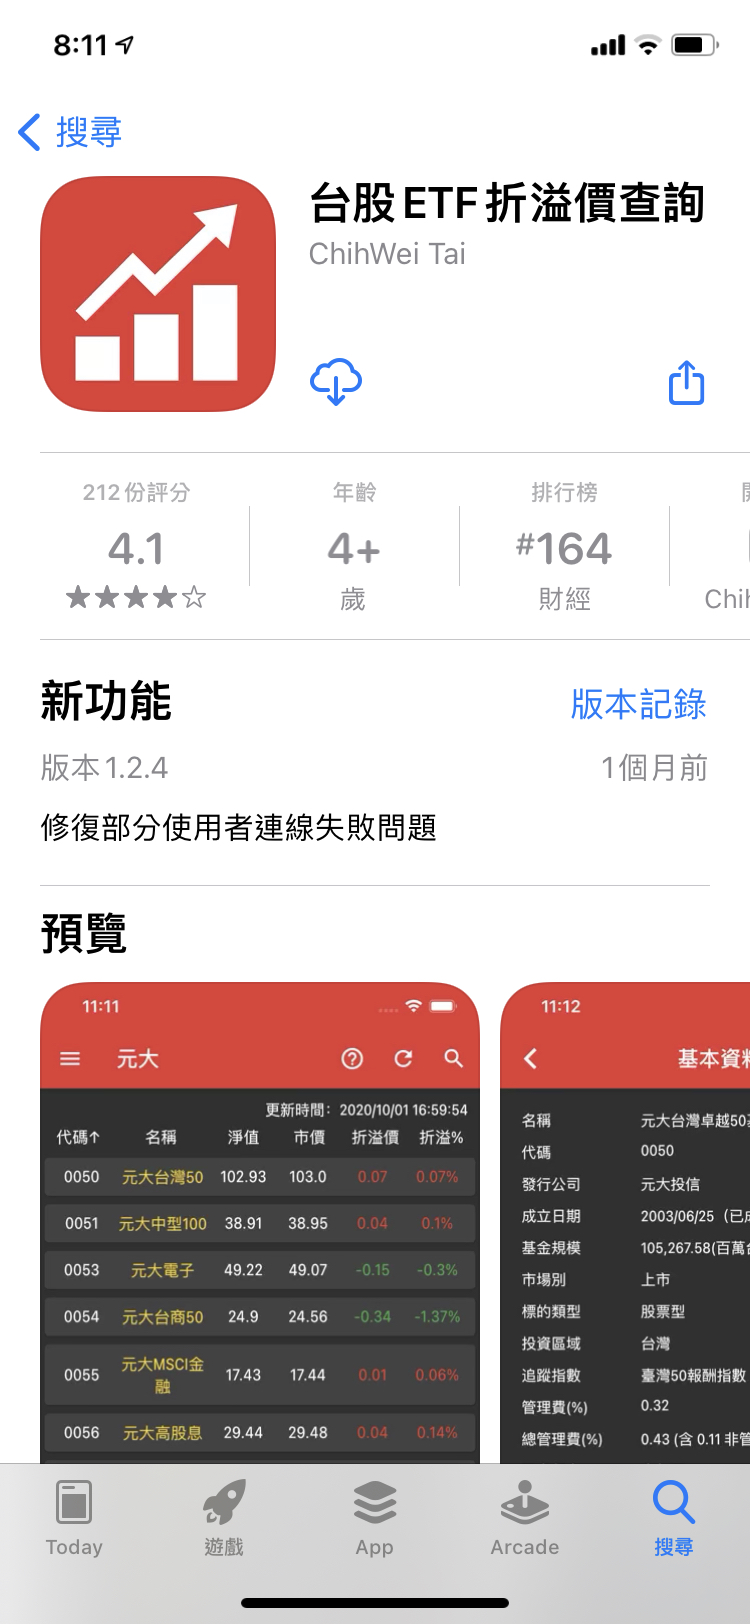 8:11
搜尋
台股ETF折溢價查詢
ChihWei Tai
212份評分 年齡 排行榜
4.1 4+ #164
歲 財經 Chih
新功能 版本記錄
版本1.2.4 1個月前
修復部分使用者連線失敗問題
預覽
11:11
元大
更新時間：2020/10/01 16:59:54
代碼↑ 名稱 淨值 市價 折溢價 折溢%
0050 元大台灣50 102.93 103.0 0.07 0.07%
0051 元大中型100 38.91 38.95 0.04 0.1%
0053 元大電子 49.22 49.07 -0.15 -0.3%
0054 元大台商50 24.9 24.56 -0.34 -1.37%
0055 元大MSCI金融 17.43 17.44 0.01 0.06%
0056 元大高股息 29.44 29.48 0.04 0.14%
11:12
基本資料
名稱 元大台灣卓越50
代碼 0050
發行公司 元大投信
成立日期 2003/06/25（已成
基金規模 105,267.58(百萬台
市場別 上市
標的類型 股票型
投資區域 台灣
追蹤指數 臺灣50報酬指數
管理費(%) 0.32
總管理費(%) 0.43 (含 0.11 非管
Today 遊戲 App Arcade 搜尋